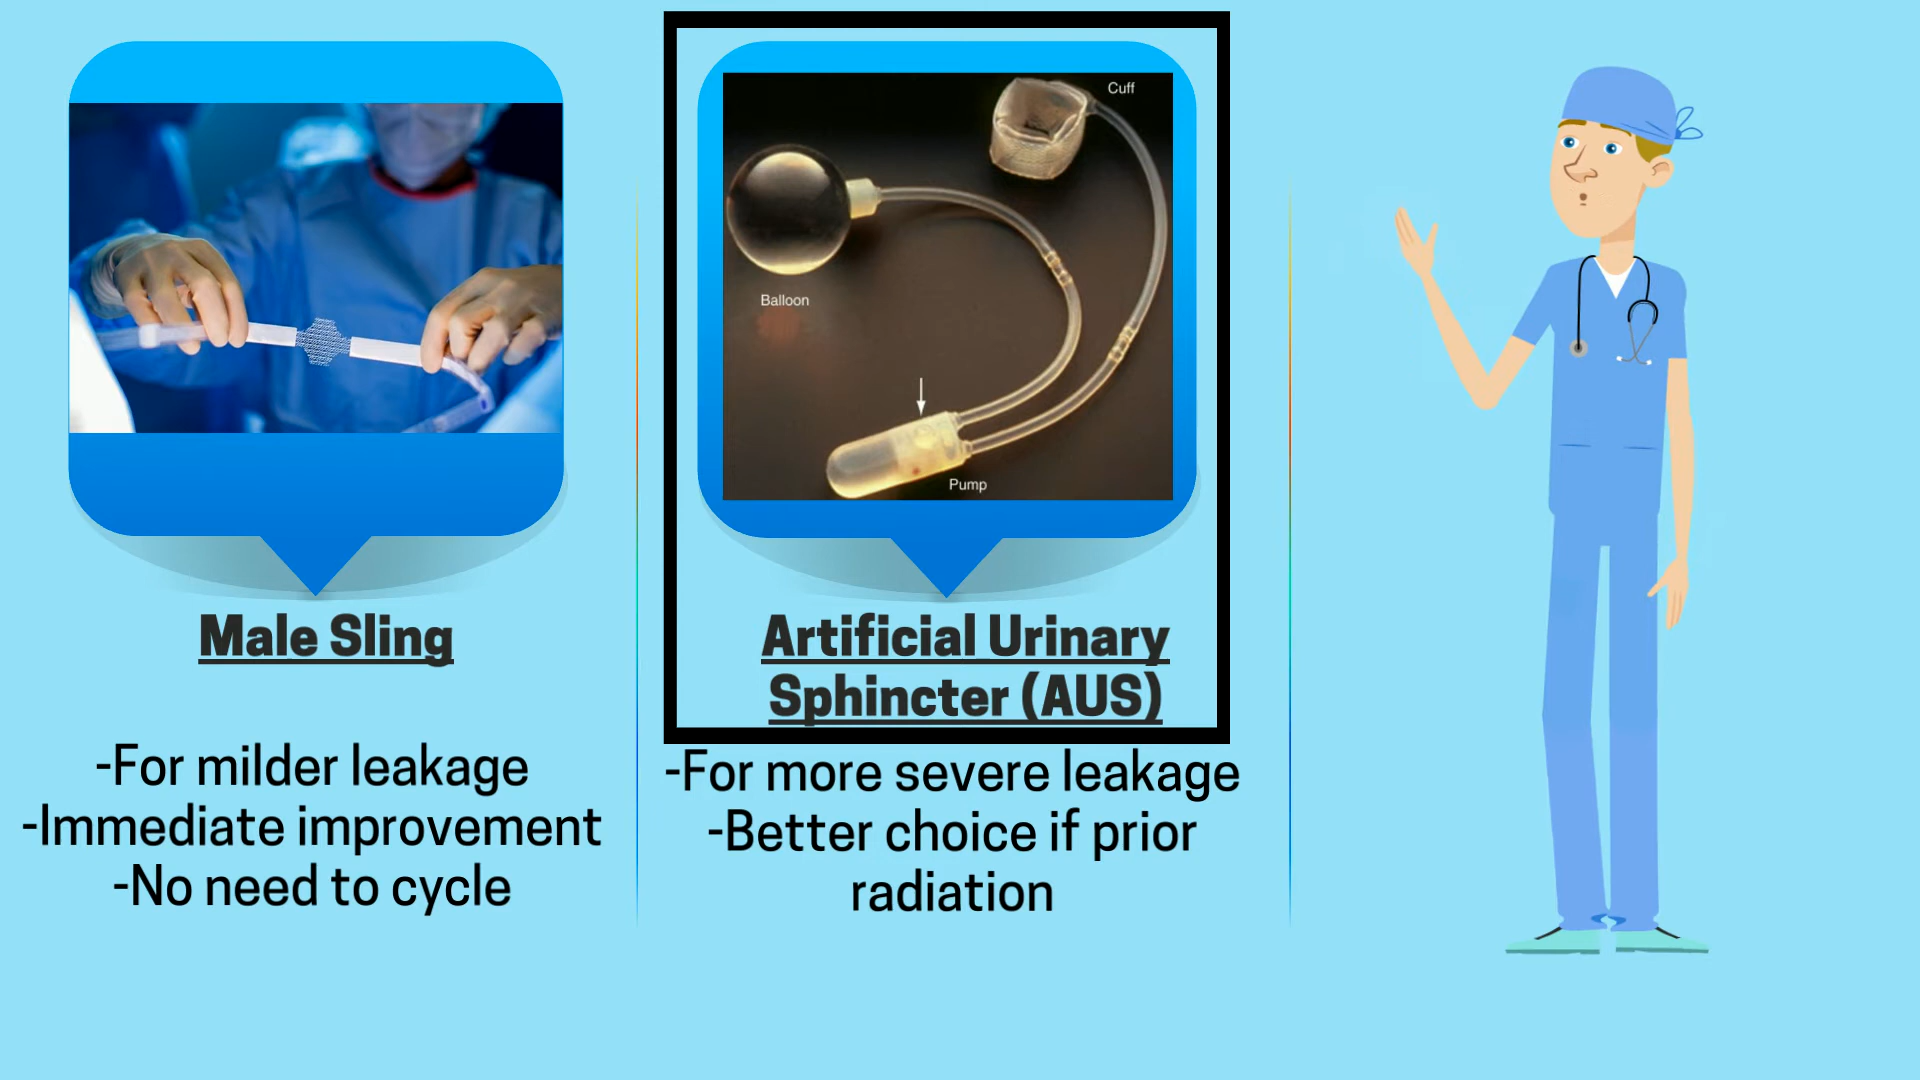 Cuff
Balloon
Pump
Male Sling
-For milder leakage
-Immediate improvement
-No need to cycle
Artificial Urinary
Sphincter (AUS)
-For more severe leakage
-Better choice if prior
radiation